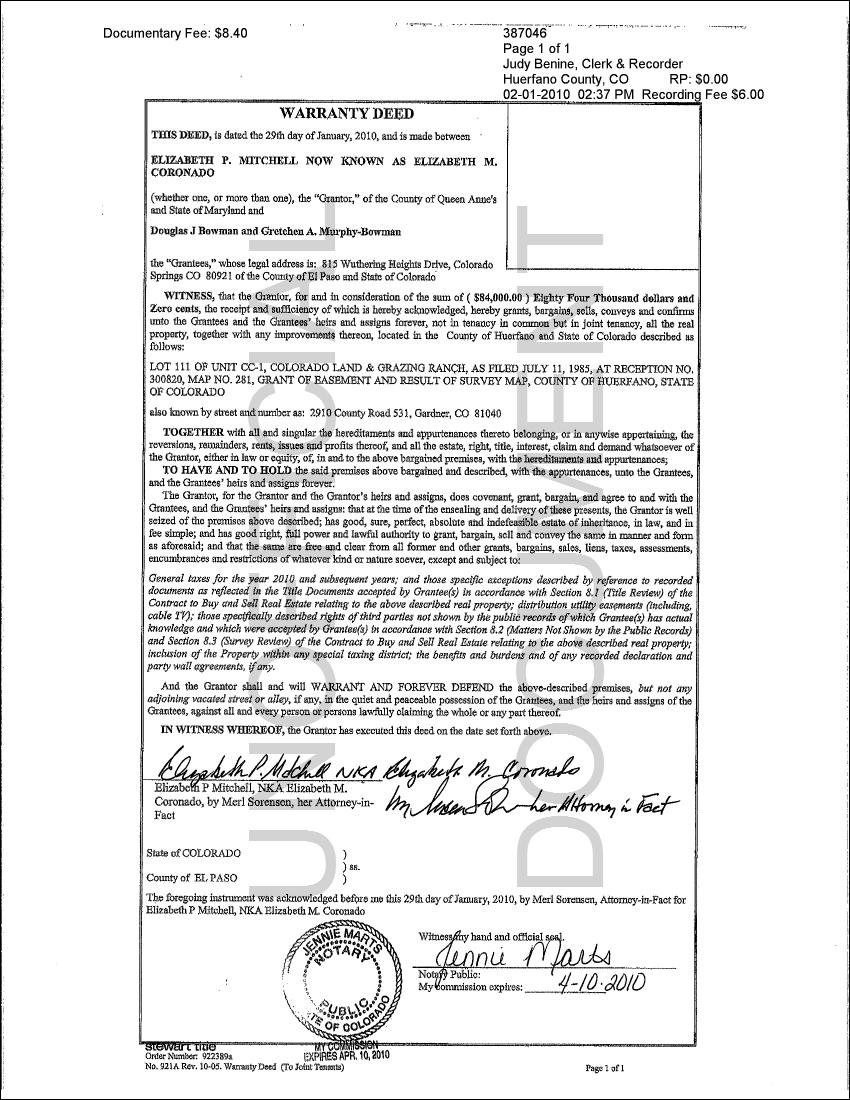 Documentary Fee: $8.40
387046
Page 1 of 1
Judy Benine, Clerk & Recorder
Huerfano County, CO RP: $0.00
02-01-2010 02:37 PM Recording Fee $6.00
WARRANTY DEED
THIS DEED, is dated the 29th day of January, 2010, and is made between
ELIZABETH P. MITCHELL NOW KNOWN AS ELIZABETH M.
CORONADO
(whether one, or more than one), the "Grantor," of the County of Queen Anne's
and State of Maryland and
Douglas J Bowman and Gretchen A. Murphy-Bowman
the "Grantees," whose legal address is: 815 Wuthering Heights Drive, Colorado
Springs CO 80921 of the County of El Paso and State of Colorado
WITNESS, that the Grantor, for and in consideration of the sum of ( $84,000.00 ) Eighty Four Thousand dollars and
Zero cents, the receipt and sufficiency of which is hereby acknowledged, hereby grants, bargains, sells, conveys and confirms
unto the Grantees and the Grantees' heirs and assigns forever, not in tenancy in common but in joint tenancy, all the real
property, together with any improvements thereon, located in the County of Huerfano and State of Colorado described as
follows:
LOT 111 OF UNIT CC-1, COLORADO LAND & GRAZING RANCH, AS FILED JULY 11, 1985, AT RECEPTION NO.
300820, MAP NO. 281, GRANT OF EASEMENT AND RESULT OF SURVEY MAP, COUNTY OF HUERFANO, STATE
OF COLORADO
also known by street and number as: 2910 County Road 531, Gardner, CO 81040
TOGETHER with all and singular the hereditaments and appurtenances thereto belonging, or in anywise appertaining, the
reversions, remainders, rents, issues and profits thereof, and all the estate, right, title, interest, claim and demand whatsoever of
the Grantor, either in law or equity, of, in and to the above bargained premises, with the hereditaments and appurtenances;
TO HAVE AND TO HOLD the said premises above bargained and described, with the appurtenances, unto the Grantees,
and the Grantees' heirs and assigns forever.
The Grantor, for the Grantor and the Grantor's heirs and assigns, does covenant, grant, bargain, and agree to and with the
Grantees, and the Grantees' heirs and assigns: that at the time of the ensealing and delivery of these presents, the Grantor is well
seized of the premises above described; has good, sure, perfect, absolute and indefeasible estate of inheritance, in law, and in
fee simple; and has good right, full power and lawful authority to grant, bargain, sell and convey the same in manner and form
as aforesaid; and that the same are free and clear from all former and other grants, bargains, sales, liens, taxes, assessments,
encumbrances and restrictions of whatever kind or nature soever, except and subject to:
General taxes for the year 2010 and subsequent years; and those specific exceptions described by reference to recorded
documents as reflected in the Title Documents accepted by Grantee(s) in accordance with Section 8.1 (Title Review) of the
Contract to Buy and Sell Real Estate relating to the above described real property; distribution utility easements (including,
cable TV); those specifically described rights of third parties not shown by the public records of which Grantee(s) has actual
knowledge and which were accepted by Grantee(s) in accordance with Section 8.2 (Matters Not Shown by the Public Records)
and Section 8.3 (Survey Review) of the Contract to Buy and Sell Real Estate relating to the above described real property;
inclusion of the Property within any special taxing district; the benefits and burdens and of any recorded declaration and
party wall agreements, if any.
And the Grantor shall and will WARRANT AND FOREVER DEFEND the above-described premises, but not any
adjoining vacated street or alley, if any, in the quiet and peaceable possession of the Grantees, and the heirs and assigns of the
Grantees, against all and every person or persons lawfully claiming the whole or any part thereof.
IN WITNESS WHEREOF, the Grantor has executed this deed on the date set forth above.
Elizabeth P. Mitchell NKA Elizabeth M. Coronado
Elizabeth P Mitchell, NKA Elizabeth M.
Coronado, by Merl Sorensen, her Attorney-in-
Fact
her Attorney in Fact
State of COLORADO )
) ss.
County of EL PASO )
The foregoing instrument was acknowledged before me this 29th day of January, 2010, by Merl Sorensen, Attorney-in-Fact for
Elizabeth P Mitchell, NKA Elizabeth M. Coronado
JENNIE MARTS
NOTARY
PUBLIC
STATE OF COLORADO
MY COMMISSION
EXPIRES APR. 10, 2010
Witness my hand and official seal.
Jennie Marts
Notary Public:
My Commission expires: 4-10-2010
stewart title
Order Number: 922389a
No. 921A Rev. 10-05. Warranty Deed (To Joint Tenants)
Page 1 of 1
UNOFFICIAL
DOCUMENT